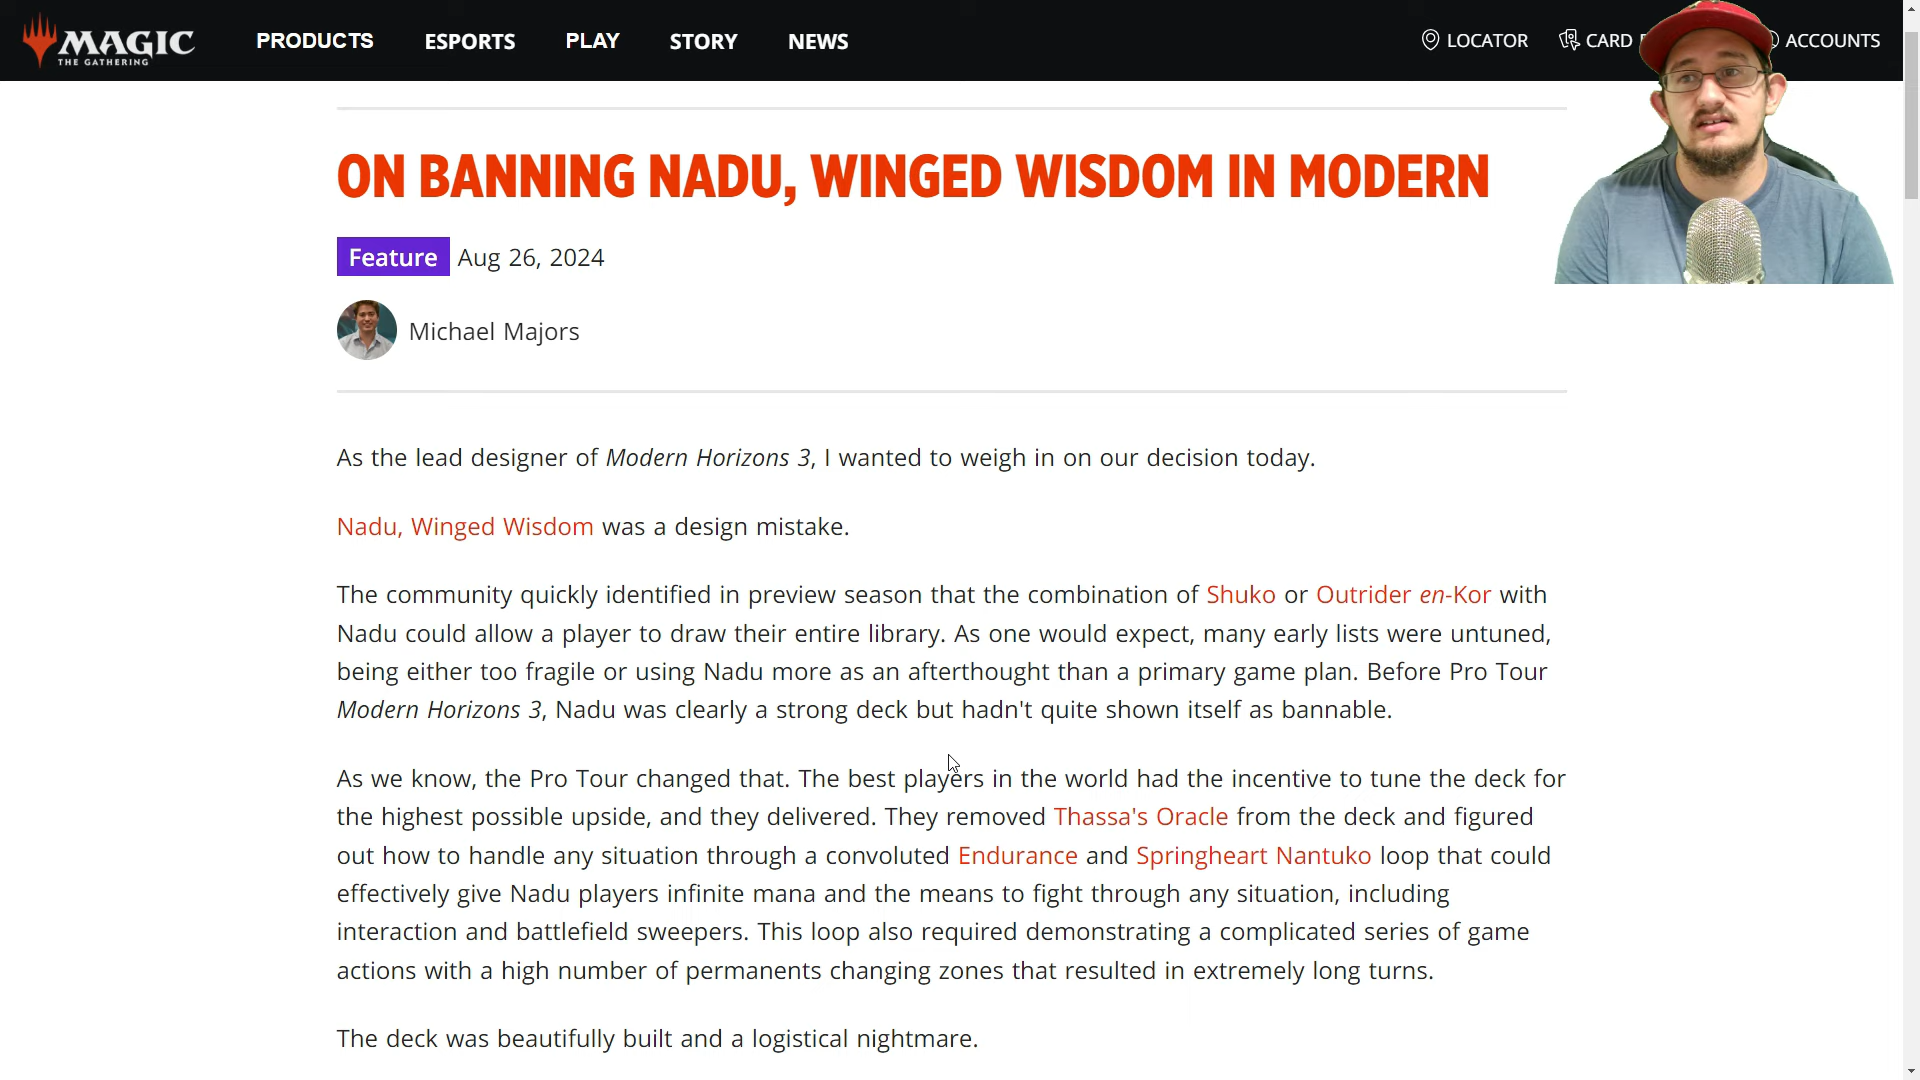 MAGIC
THE GATHERING
PRODUCTS
ESPORTS
PLAY
STORY
NEWS
LOCATOR
CARD
ACCOUNTS
ON BANNING NADU, WINGED WISDOM IN MODERN
Feature Aug 26, 2024
Michael Majors
As the lead designer of Modern Horizons 3, I wanted to weigh in on our decision today.
Nadu, Winged Wisdom was a design mistake.
The community quickly identified in preview season that the combination of Shuko or Outrider en-Kor with
Nadu could allow a player to draw their entire library. As one would expect, many early lists were untuned,
being either too fragile or using Nadu more as an afterthought than a primary game plan. Before Pro Tour
Modern Horizons 3, Nadu was clearly a strong deck but hadn't quite shown itself as bannable.
As we know, the Pro Tour changed that. The best players in the world had the incentive to tune the deck for
the highest possible upside, and they delivered. They removed Thassa's Oracle from the deck and figured
out how to handle any situation through a convoluted Endurance and Springheart Nantuko loop that could
effectively give Nadu players infinite mana and the means to fight through any situation, including
interaction and battlefield sweepers. This loop also required demonstrating a complicated series of game
actions with a high number of permanents changing zones that resulted in extremely long turns.
The deck was beautifully built and a logistical nightmare.